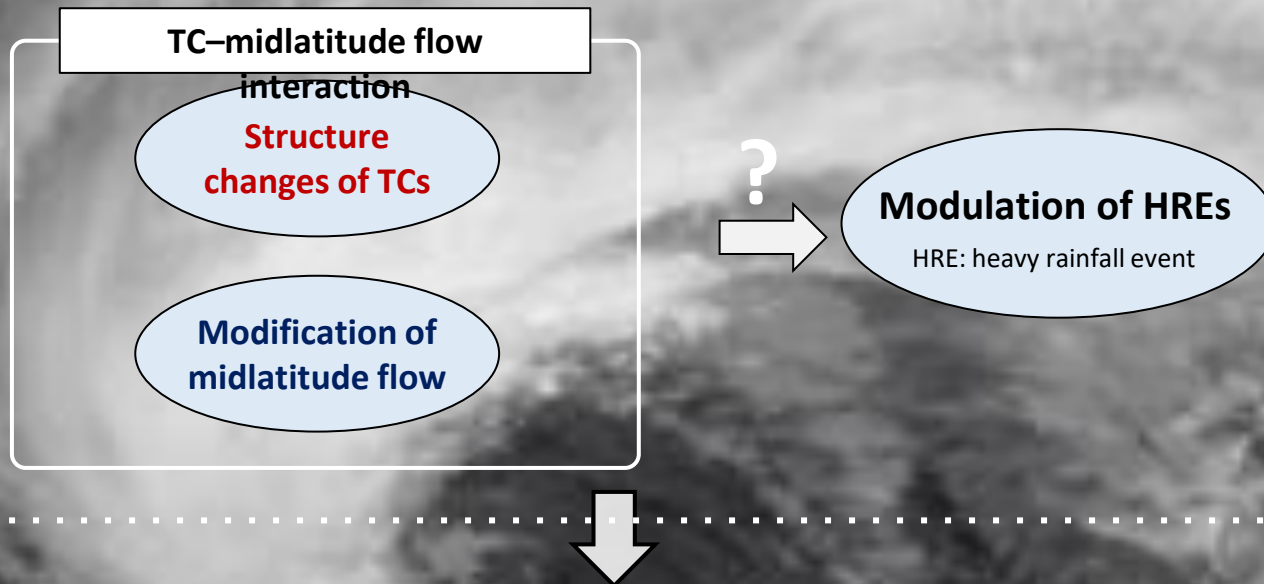 TC–midlatitude flow
interaction
Structure
changes of TCs
?
Modulation of HREs
HRE: heavy rainfall event
Modification of
midlatitude flow